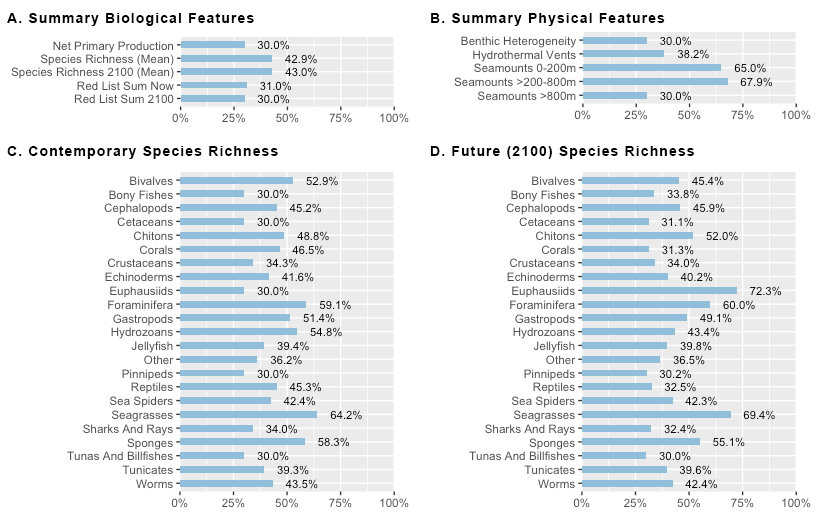 A. Summary Biological Features
Net Primary Production 30.0%
Species Richness (Mean) 42.9%
Species Richness 2100 (Mean) 43.0%
Red List Sum Now 31.0%
Red List Sum 2100 30.0%
0% 25% 50% 75% 100%
B. Summary Physical Features
Benthic Heterogeneity 30.0%
Hydrothermal Vents 38.2%
Seamounts 0-200m 65.0%
Seamounts >200-800m 67.9%
Seamounts >800m 30.0%
0% 25% 50% 75% 100%
C. Contemporary Species Richness
Bivalves 52.9%
Bony Fishes 30.0%
Cephalopods 45.2%
Cetaceans 30.0%
Chitons 48.8%
Corals 46.5%
Crustaceans 34.3%
Echinoderms 41.6%
Euphausiids 30.0%
Foraminifera 59.1%
Gastropods 51.4%
Hydrozoans 54.8%
Jellyfish 39.4%
Other 36.2%
Pinnipeds 30.0%
Reptiles 45.3%
Sea Spiders 42.4%
Seagrasses 64.2%
Sharks And Rays 34.0%
Sponges 58.3%
Tunas And Billfishes 30.0%
Tunicates 39.3%
Worms 43.5%
0% 25% 50% 75% 100%
D. Future (2100) Species Richness
Bivalves 45.4%
Bony Fishes 33.8%
Cephalopods 45.9%
Cetaceans 31.1%
Chitons 52.0%
Corals 31.3%
Crustaceans 34.0%
Echinoderms 40.2%
Euphausiids 72.3%
Foraminifera 60.0%
Gastropods 49.1%
Hydrozoans 43.4%
Jellyfish 39.8%
Other 36.5%
Pinnipeds 30.2%
Reptiles 32.5%
Sea Spiders 42.3%
Seagrasses 69.4%
Sharks And Rays 32.4%
Sponges 55.1%
Tunas And Billfishes 30.0%
Tunicates 39.6%
Worms 42.4%
0% 25% 50% 75% 100%